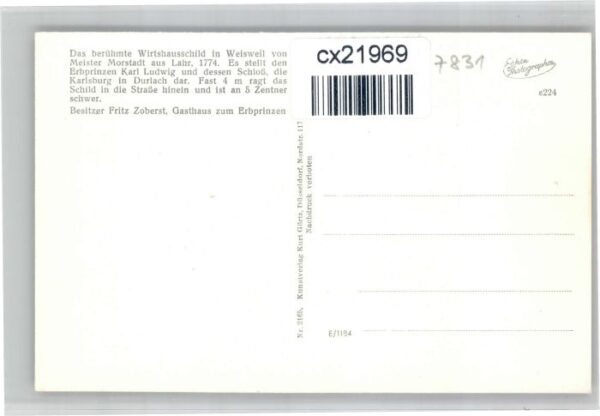 Das berühmte Wirtshausschild in Weisweil von
Meister Morstadt aus Lahr, 1774. Es stellt den
Erbprinzen Karl Ludwig und dessen Schloß, die
Karlsburg in Durlach dar. Fast 4 m ragt das
Schild in die Straße hinein und ist an 5 Zentner
schwer.
Besitzer Fritz Zoberst, Gasthaus zum Erbprinzen
cx21969
7831
Echte
Photographie
e224
Nr. 2165, Kunstverlag Kurt Görtz, Düsseldorf, Nordstr. 117
Nachdruck verboten
E/1154